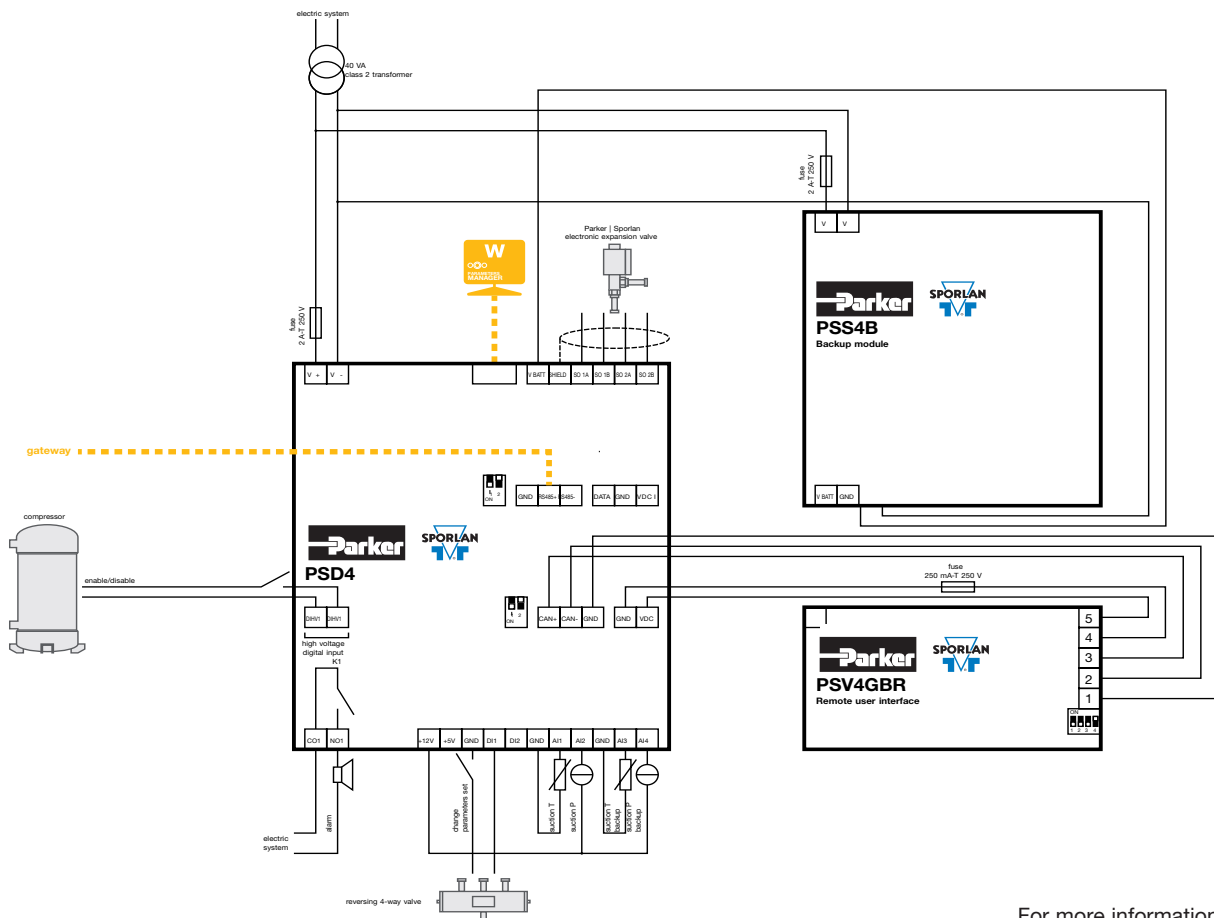 electric system
40 VA
class 2 transformer
fuse
2 A-T 250 V
fuse
2 A-T 250 V
W
PARAMETERS
MANAGER
Parker | Sporlan
electronic expansion valve
V +
V -
V BATT
SHIELD
SO 1A
SO 1B
SO 2A
SO 2B
V
V
Parker
SPORLAN
PSS4B
Backup module
V BATT
GND
gateway
1 2
ON
GND
RS485+
RS485-
DATA
GND
VDC I
compressor
enable/disable
Parker
SPORLAN
PSD4
2
ON
CAN+
CAN-
GND
GND
VDC
fuse
250 mA-T 250 V
DIHV1
DIHV1
high voltage
digital input
K1
Parker
SPORLAN
PSV4GBR
Remote user interface
5
4
3
2
1
ON
1 2 3 4
CO1
NO1
+12V
+5V
GND
DI1
DI2
GND
AI1
AI2
GND
AI3
AI4
alarm
electric
system
change
parameters set
suction T
suction P
suction T
backup
suction P
backup
reversing 4-way valve
For more information